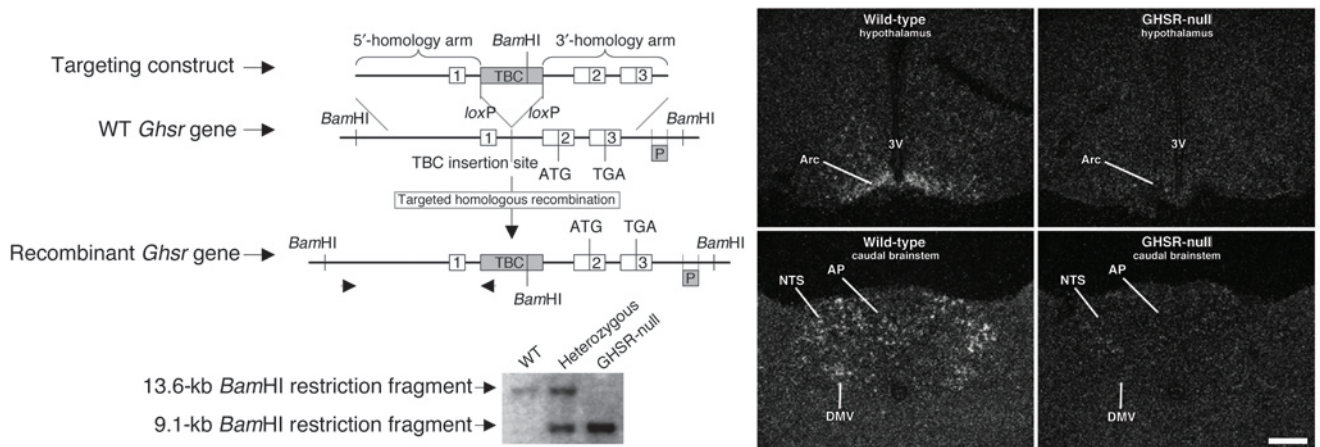 5′-homology arm
BamHI
3′-homology arm
Targeting construct
1
TBC
2
3
loxP
loxP
BamHI
BamHI
WT Ghsr gene
1
2
3
P
TBC insertion site
ATG
TGA
Targeted homologous recombination
ATG
TGA
BamHI
BamHI
Recombinant Ghsr gene
1
TBC
2
3
P
BamHI
WT
Heterozygous
GHSR-null
13.6-kb BamHI restriction fragment
9.1-kb BamHI restriction fragment
Wild-type
hypothalamus
3V
Arc
GHSR-null
hypothalamus
3V
Arc
Wild-type
caudal brainstem
AP
NTS
DMV
GHSR-null
caudal brainstem
AP
NTS
DMV